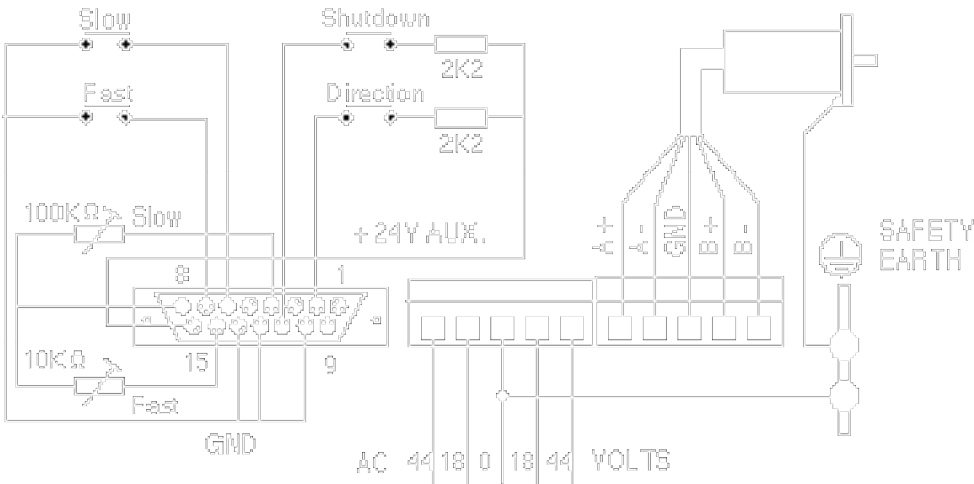 Slow
Shutdown
2K2
Fast
Direction
2K2
100KΩ
Slow
+24V AUX.
A+
A-
GND
B+
B-
SAFETY
EARTH
8
1
10KΩ
15
9
Fast
GND
AC 44 18 0 18 44 VOLTS